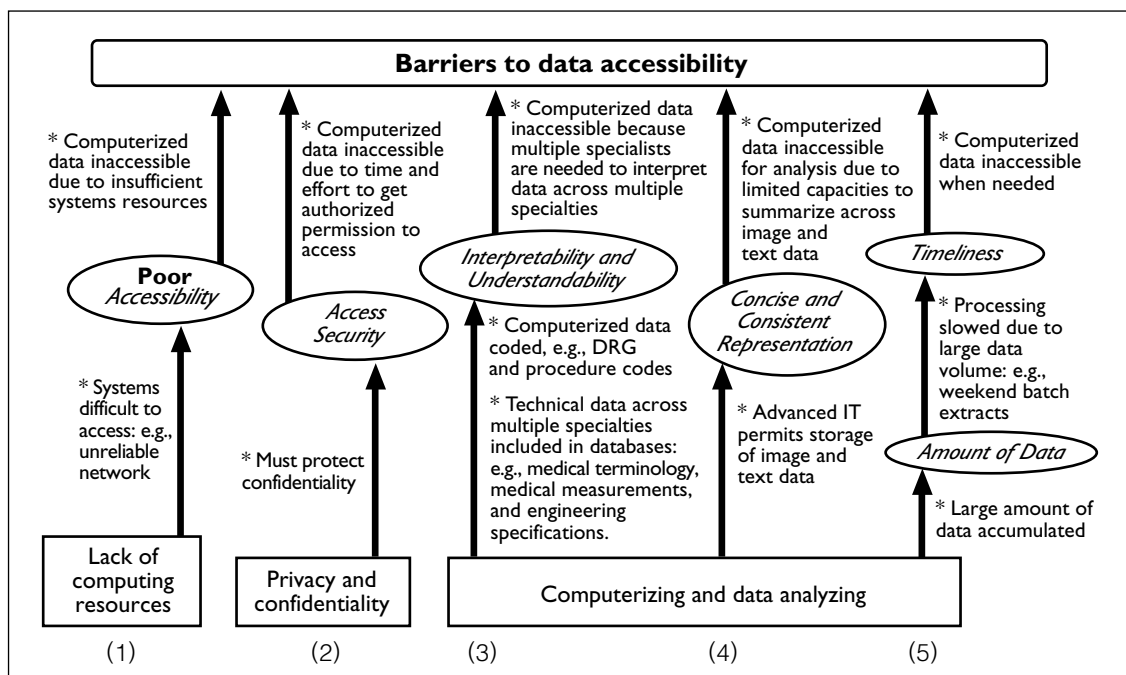 Barriers to data accessibility
* Computerized
data inaccessible
due to insufficient
systems resources
Poor
Accessibility
* Systems
difficult to
access: e.g.,
unreliable
network
Lack of
computing
resources
(1)
* Computerized
data inaccessible
due to time and
effort to get
authorized
permission to
access
Access
Security
* Must protect
confidentiality
Privacy and
confidentiality
(2)
* Computerized data
inaccessible because
multiple specialists
are needed to interpret
data across multiple
specialties
Interpretability and
Understandability
* Computerized data
coded, e.g., DRG
and procedure codes
* Technical data across
multiple specialties
included in databases:
e.g., medical terminology,
medical measurements,
and engineering
specifications.
(3)
* Computerized
data inaccessible
for analysis due to
limited capacities to
summarize across
image and
text data
Concise and
Consistent
Representation
* Advanced IT
permits storage
of image and
text data
Computerizing and data analyzing
(4)
* Computerized
data inaccessible
when needed
Timeliness
* Processing
slowed due to
large data
volume: e.g.,
weekend batch
extracts
Amount of Data
* Large amount of
data accumulated
(5)